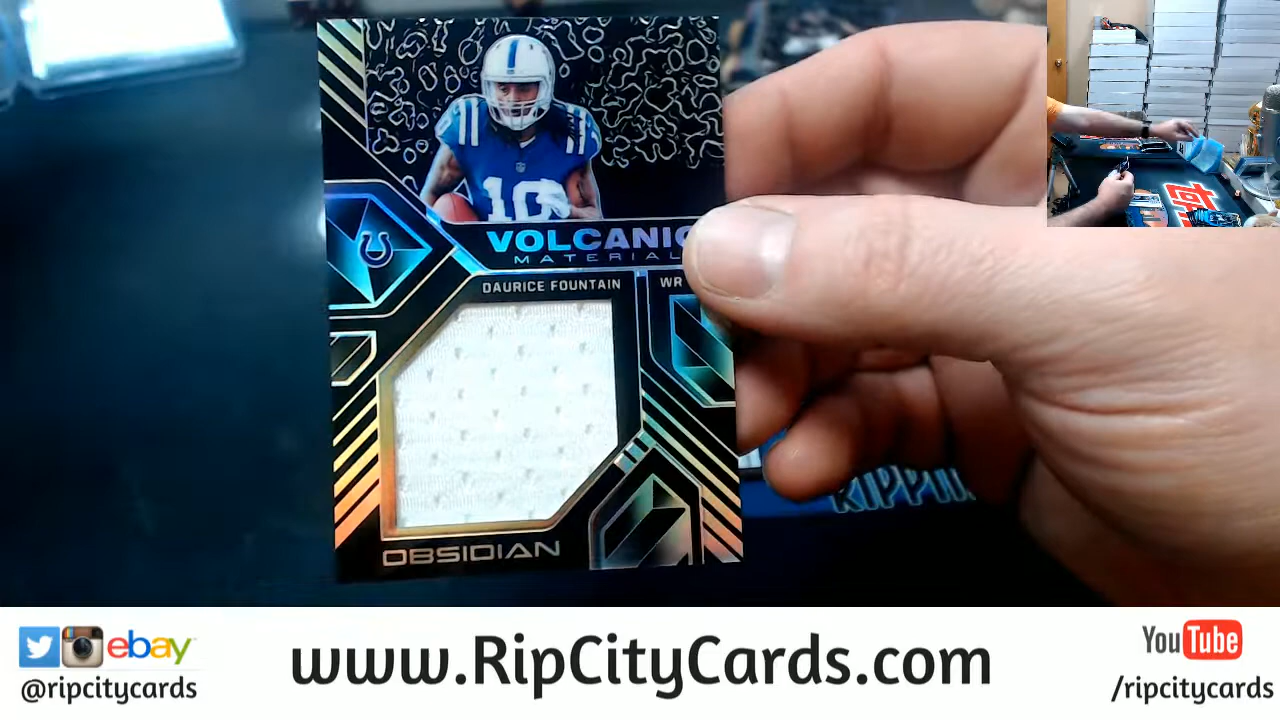 10
VOLCANIC
MATERIAL
DAURICE FOUNTAIN WR
OBSIDIAN
RIPPIN
ebay
@ripcitycards
www.RipCityCards.com
YouTube
/ripcitycards